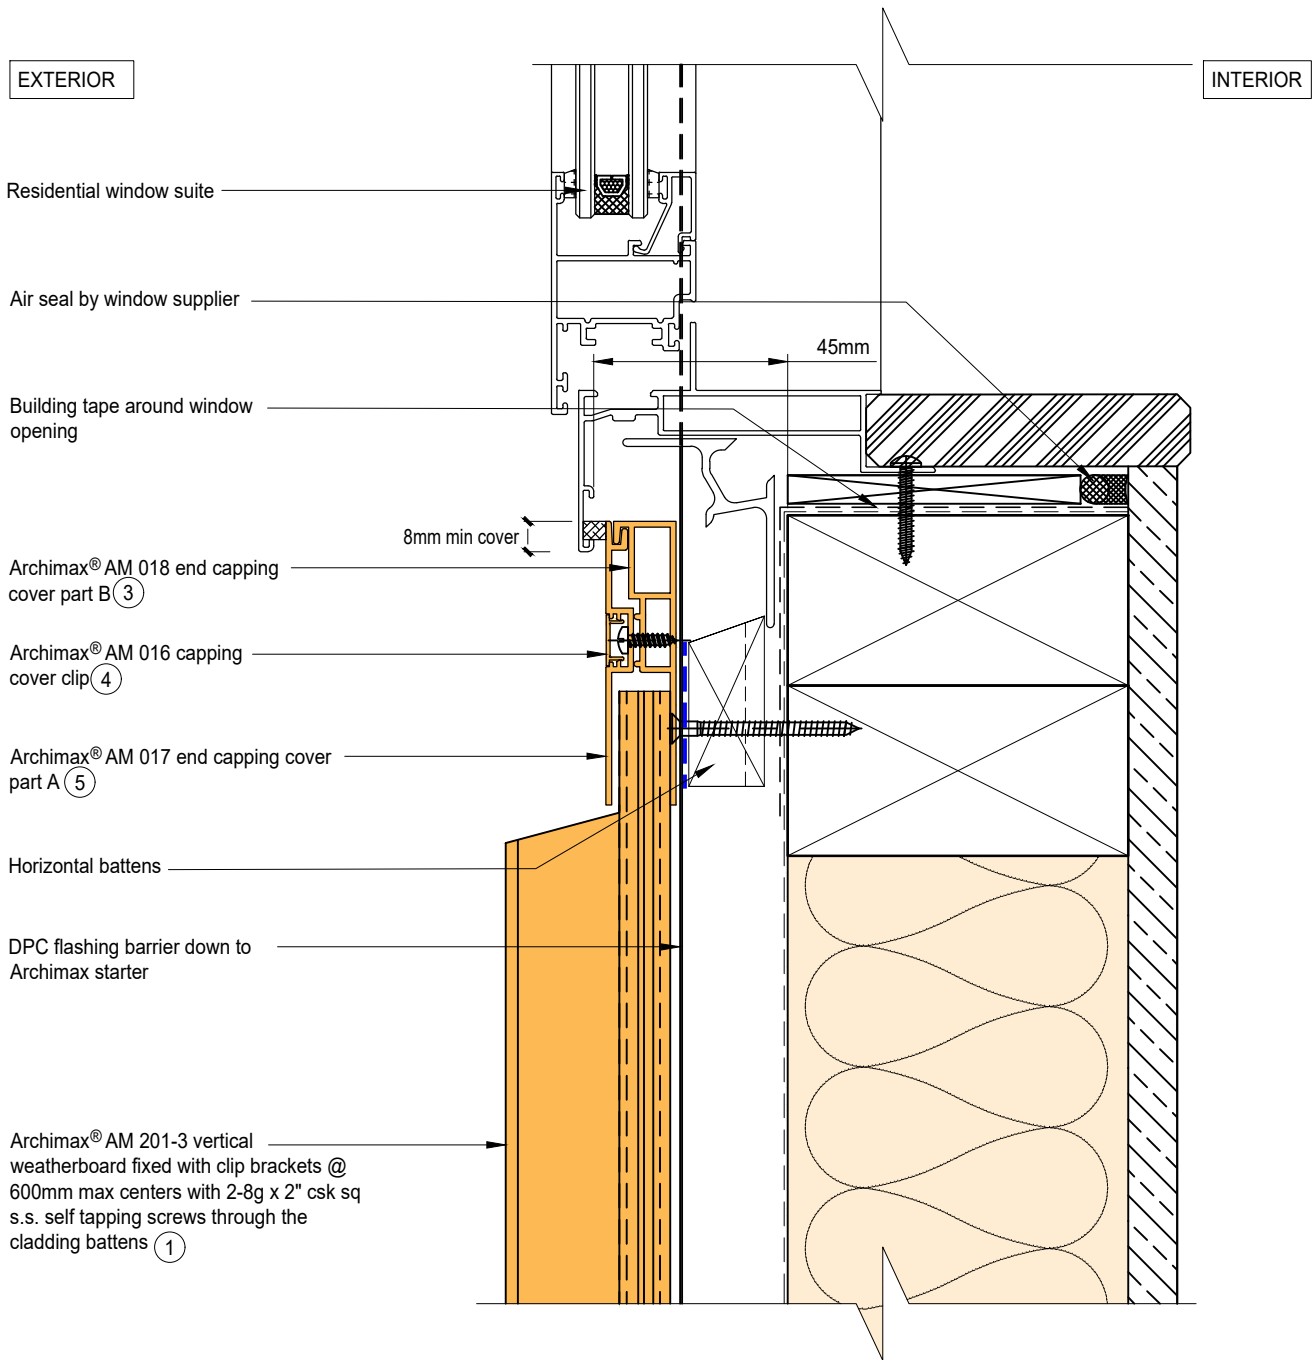 EXTERIOR
INTERIOR
Residential window suite
Air seal by window supplier
45mm
Building tape around window
opening
8mm min cover
Archimax® AM 018 end capping
cover part B 3
Archimax® AM 016 capping
cover clip 4
Archimax® AM 017 end capping cover
part A 5
Horizontal battens
DPC flashing barrier down to
Archimax starter
Archimax® AM 201-3 vertical
weatherboard fixed with clip brackets @
600mm max centers with 2-8g x 2" csk sq
s.s. self tapping screws through the
cladding battens 1